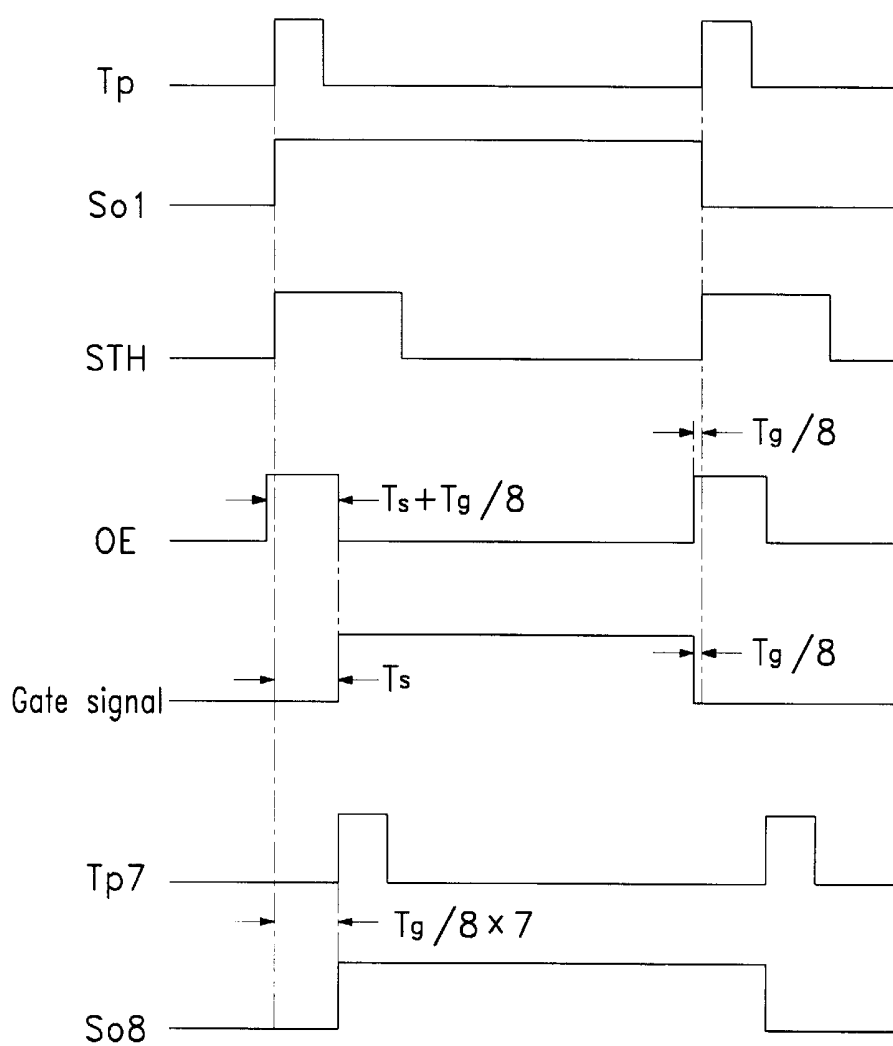 Tp
So1
STH
Tg/8
Ts+Tg/8
OE
Tg/8
Ts
Gate signal
Tp7
Tg/8×7
So8